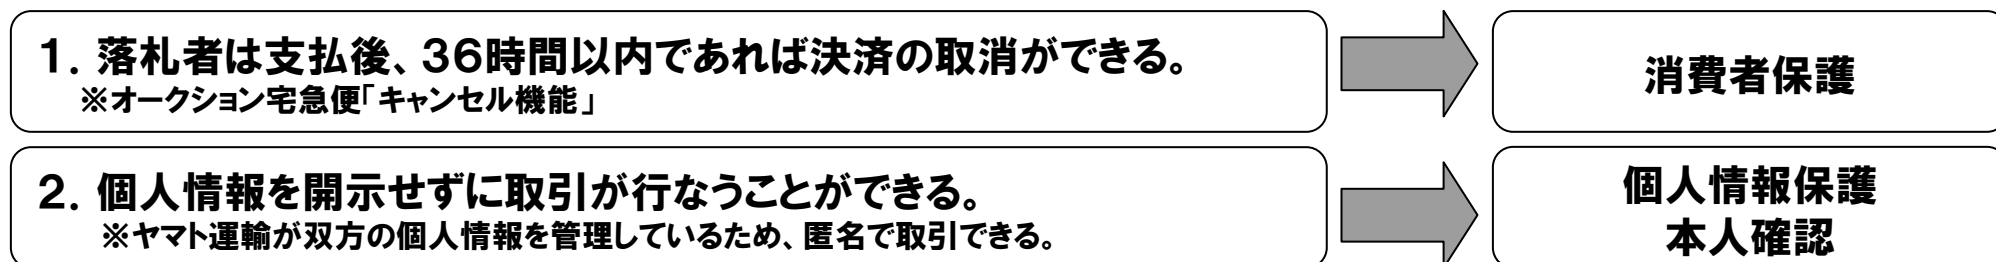 １．落札者は支払後、３６時間以内であれば決済の取消ができる。
※オークション宅急便「キャンセル機能」
消費者保護
２．個人情報を開示せずに取引が行なうことができる。
※ヤマト運輸が双方の個人情報を管理しているため、匿名で取引できる。
個人情報保護
本人確認